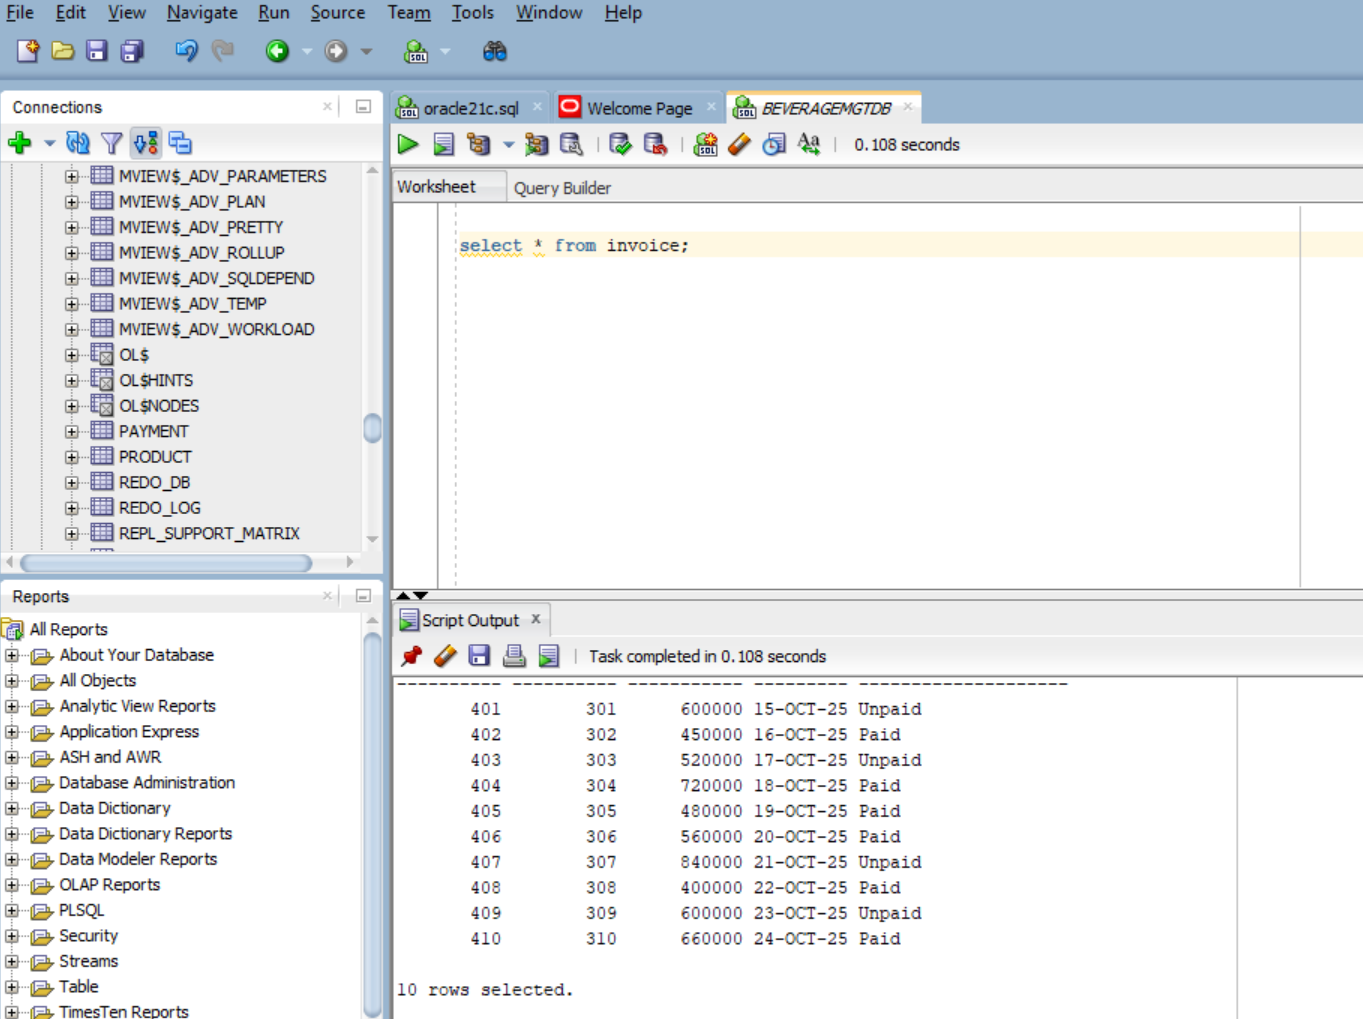 File Edit View Navigate Run Source Team Tools Window Help
Connections
MVIEW$_ADV_PARAMETERS
MVIEW$_ADV_PLAN
MVIEW$_ADV_PRETTY
MVIEW$_ADV_ROLLUP
MVIEW$_ADV_SQLDEPEND
MVIEW$_ADV_TEMP
MVIEW$_ADV_WORKLOAD
OL$
OL$HINTS
OL$NODES
PAYMENT
PRODUCT
REDO_DB
REDO_LOG
REPL_SUPPORT_MATRIX
Reports
All Reports
About Your Database
All Objects
Analytic View Reports
Application Express
ASH and AWR
Database Administration
Data Dictionary
Data Dictionary Reports
Data Modeler Reports
OLAP Reports
PLSQL
Security
Streams
Table
TimesTen Reports
oracle21c.sql Welcome Page BEVERAGEMGTDB
0.108 seconds
Worksheet Query Builder
select * from invoice;
Script Output
Task completed in 0.108 seconds
---------- ---------- ----------- --------- --------------------
401 301 600000 15-OCT-25 Unpaid
402 302 450000 16-OCT-25 Paid
403 303 520000 17-OCT-25 Unpaid
404 304 720000 18-OCT-25 Paid
405 305 480000 19-OCT-25 Paid
406 306 560000 20-OCT-25 Paid
407 307 840000 21-OCT-25 Unpaid
408 308 400000 22-OCT-25 Paid
409 309 600000 23-OCT-25 Unpaid
410 310 660000 24-OCT-25 Paid
10 rows selected.